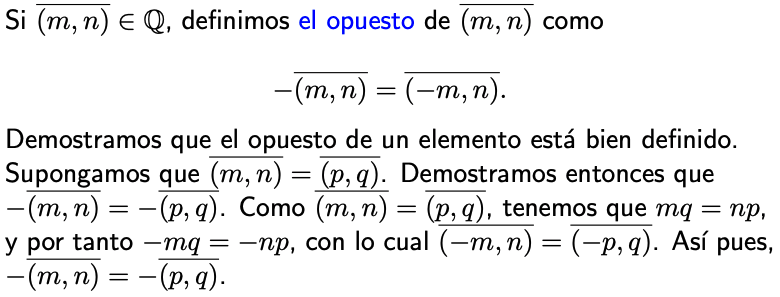 Si $\overline{(m, n)} \in \mathbb{Q}$, definimos el opuesto de $\overline{(m, n)}$ como
$-\overline{(m, n)} = \overline{(-m, n)}.$
Demostramos que el opuesto de un elemento está bien definido.
Supongamos que $\overline{(m, n)} = \overline{(p, q)}$. Demostramos entonces que
$-\overline{(m, n)} = -\overline{(p, q)}$. Como $\overline{(m, n)} = \overline{(p, q)}$, tenemos que $mq = np$,
y por tanto $-mq = -np$, con lo cual $\overline{(-m, n)} = \overline{(-p, q)}$. Así pues,
$-\overline{(m, n)} = -\overline{(p, q)}$.